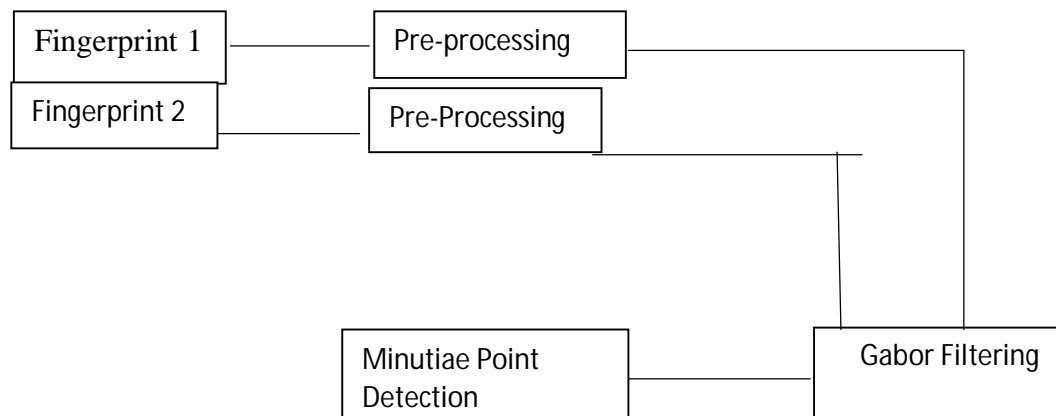 Fingerprint 1
Pre-processing
Fingerprint 2
Pre-Processing
Minutiae Point
Detection
Gabor Filtering